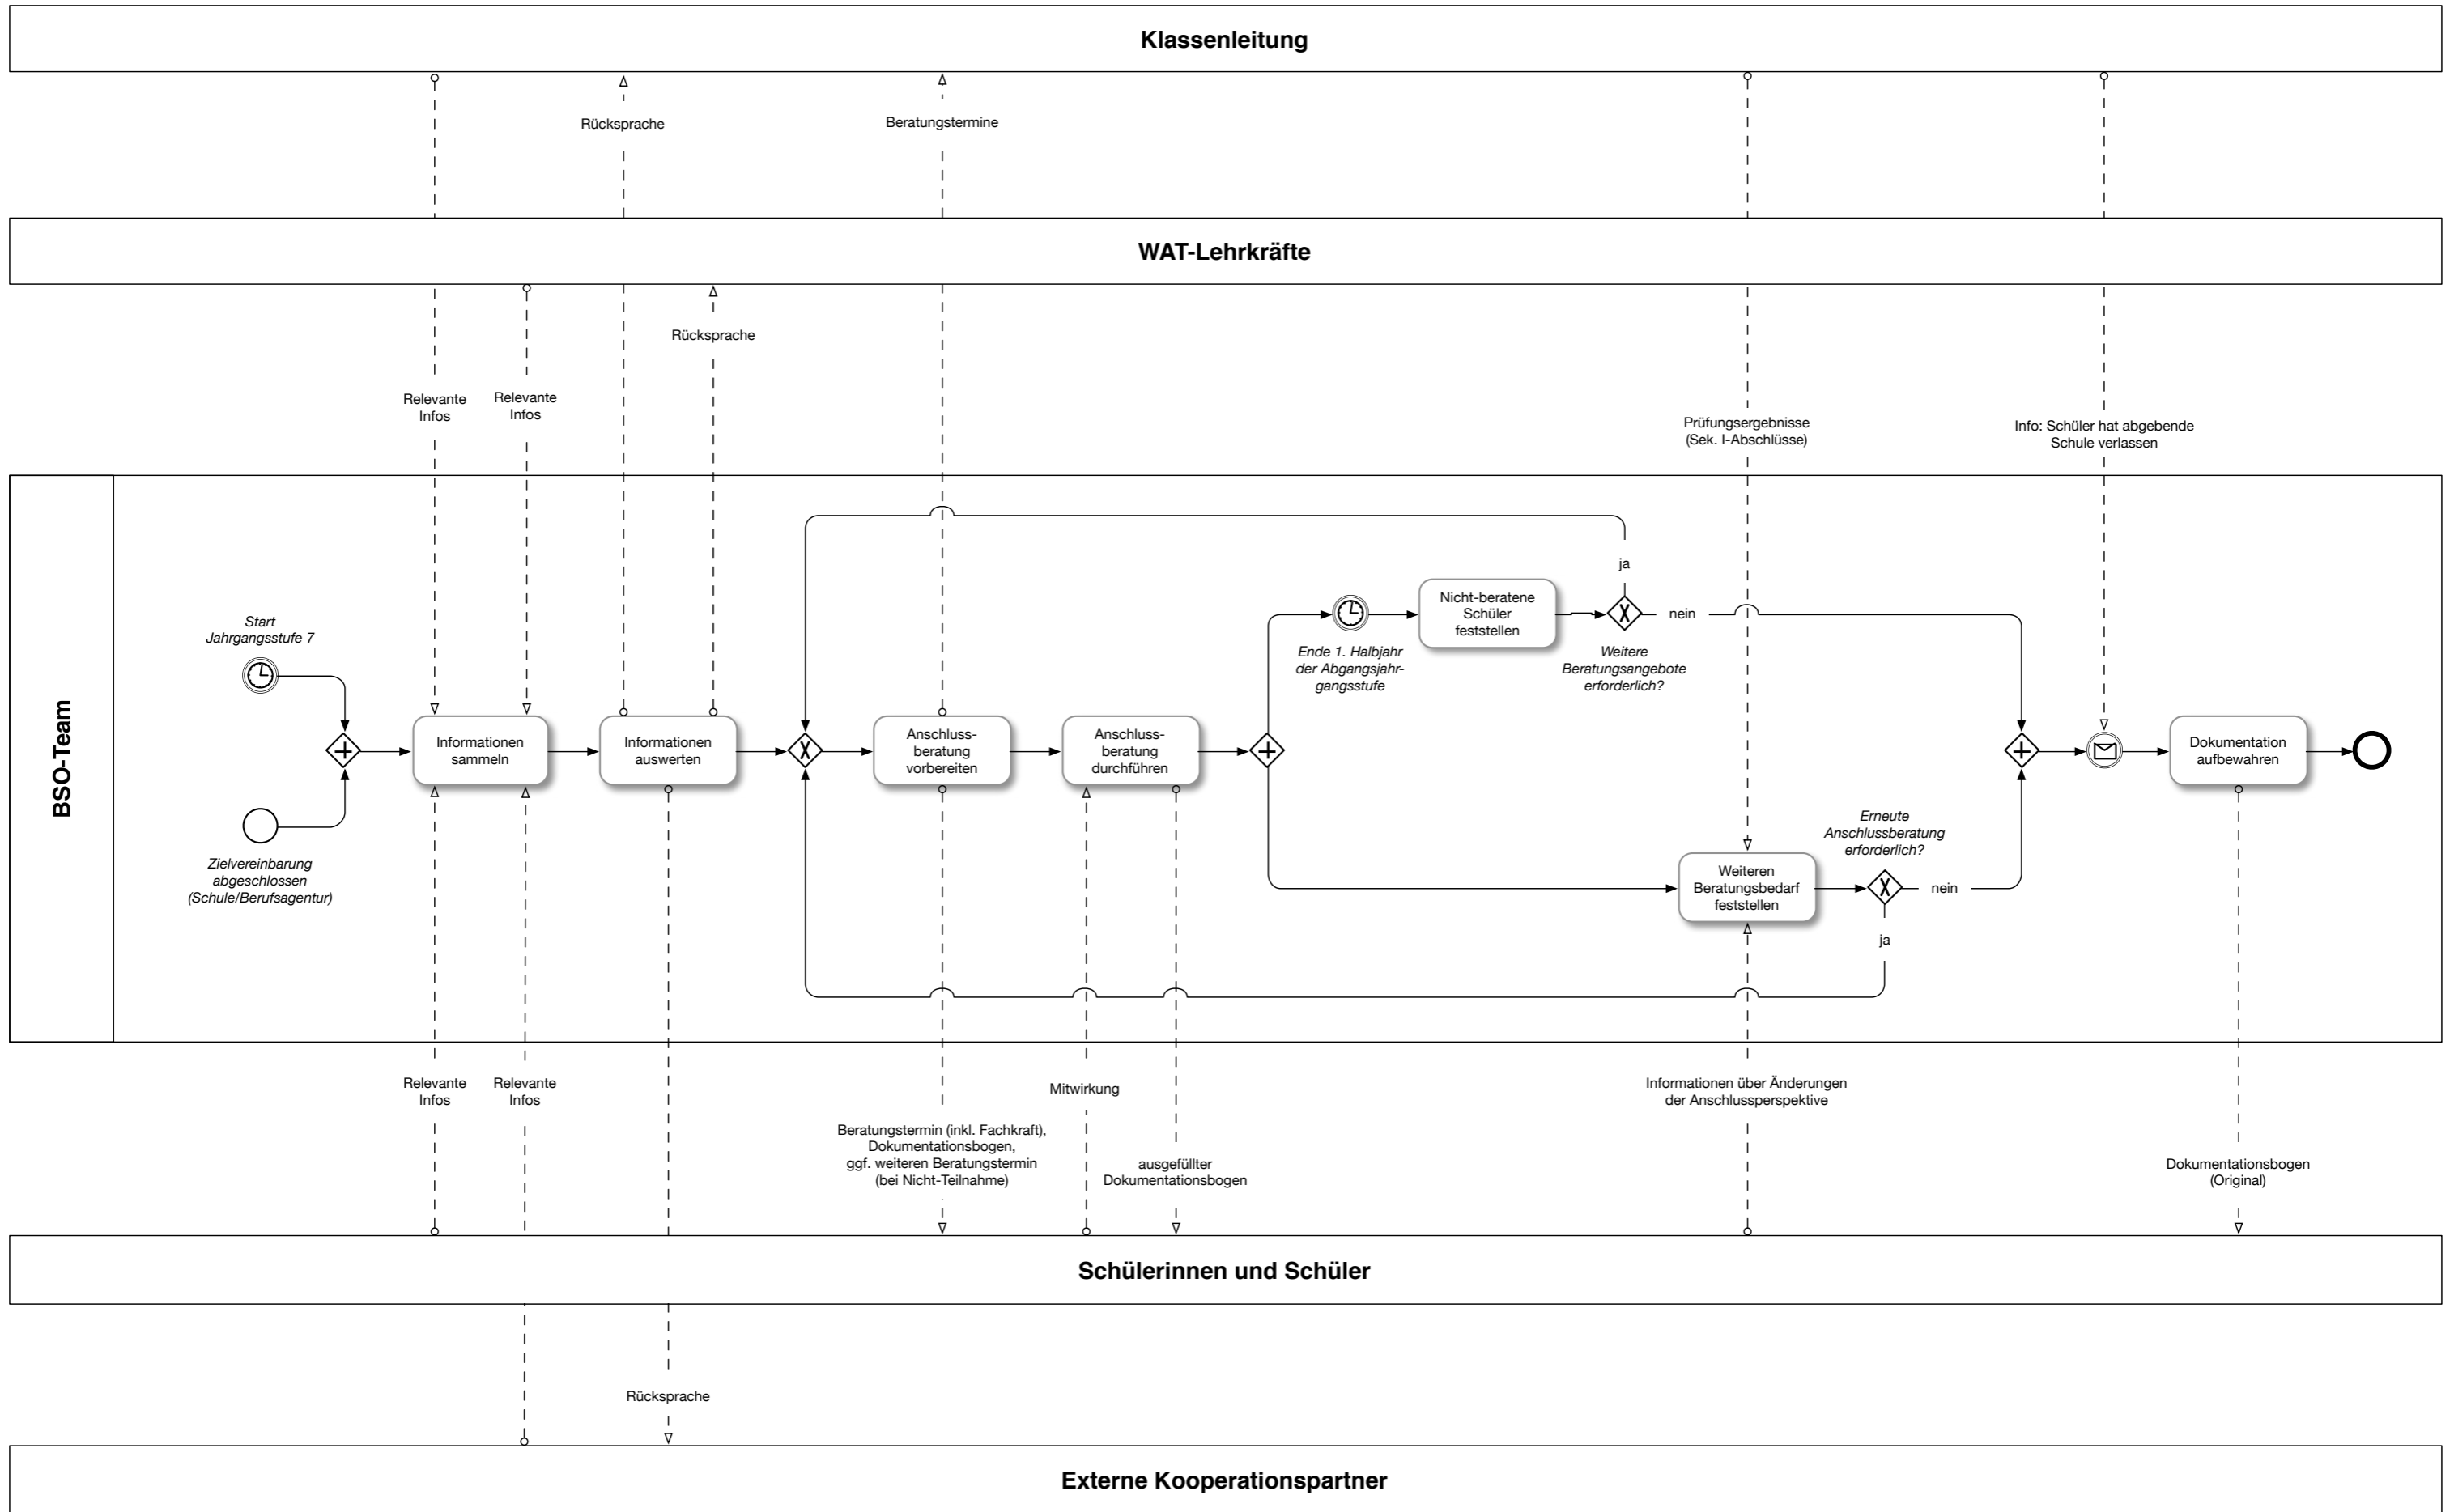 Klassenleitung
Rücksprache
Beratungstermine
WAT-Lehrkräfte
Rücksprache
Relevante
Infos
Relevante
Infos
Prüfungsergebnisse
(Sek. I-Abschlüsse)
Info: Schüler hat abgebende
Schule verlassen
BSO-Team
Start
Jahrgangsstufe 7
Zielvereinbarung
abgeschlossen
(Schule/Berufsagentur)
Informationen
sammeln
Informationen
auswerten
X
Anschluss-
beratung
vorbereiten
Anschluss-
beratung
durchführen
Ende 1. Halbjahr
der Abgangsjahr-
gangsstufe
Nicht-beratene
Schüler
feststellen
ja
X
nein
Weitere
Beratungsangebote
erforderlich?
Weiteren
Beratungsbedarf
feststellen
Erneute
Anschlussberatung
erforderlich?
X
nein
ja
Dokumentation
aufbewahren
Relevante
Infos
Relevante
Infos
Beratungstermin (inkl. Fachkraft),
Dokumentationsbogen,
ggf. weiteren Beratungstermin
(bei Nicht-Teilnahme)
Mitwirkung
ausgefüllter
Dokumentationsbogen
Informationen über Änderungen
der Anschlussperspektive
Dokumentationsbogen
(Original)
Schülerinnen und Schüler
Rücksprache
Externe Kooperationspartner